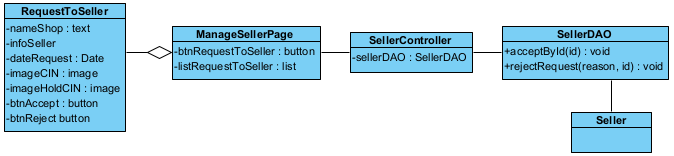 RequestToSeller
-nameShop : text
-infoSeller
-dateRequest : Date
-imageCIN : image
-imageHoldCIN : image
-btnAccept : button
-btnReject button
ManageSellerPage
-btnRequestToSeller : button
-listRequestToSeller : list
SellerController
-sellerDAO : SellerDAO
SellerDAO
+acceptById(id) : void
+rejectRequest(reason, id) : void
Seller